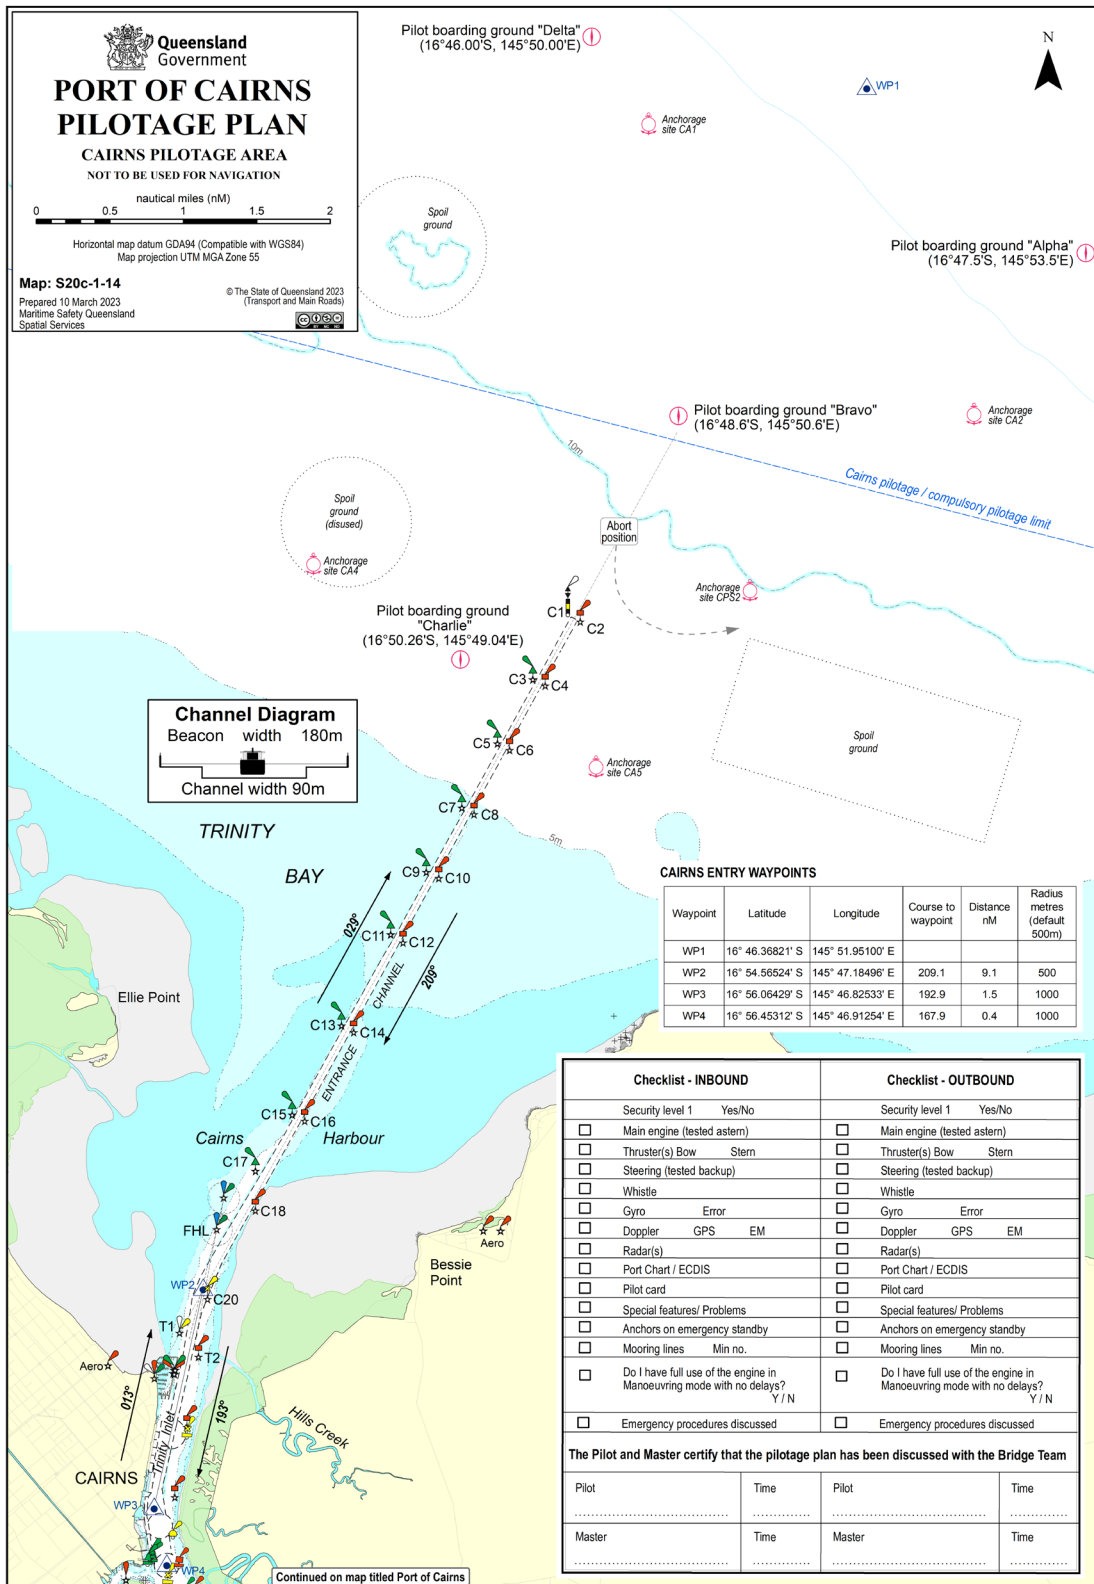 Queensland
Government
PORT OF CAIRNS
PILOTAGE PLAN
CAIRNS PILOTAGE AREA
NOT TO BE USED FOR NAVIGATION
nautical miles (nM)
0 0.5 1 1.5 2
Horizontal map datum GDA94 (Compatible with WGS84)
Map projection UTM MGA Zone 55
Map: S20c-1-14
Prepared 10 March 2023
Maritime Safety Queensland
Spatial Services
© The State of Queensland 2023
(Transport and Main Roads)
CC BY NC ND
Pilot boarding ground "Delta"
(16°46.00'S, 145°50.00'E)
N
WP1
Anchorage
site CA1
Spoil
ground
Pilot boarding ground "Alpha"
(16°47.5'S, 145°53.5'E)
Pilot boarding ground "Bravo"
(16°48.6'S, 145°50.6'E)
Anchorage
site CA2
10m
Cairns pilotage / compulsory pilotage limit
Spoil
ground
(disused)
Abort
position
Anchorage
site CA4
Anchorage
site CPS2
Pilot boarding ground
"Charlie"
(16°50.26'S, 145°49.04'E)
C1
C2
C3
C4
Channel Diagram
Beacon width 180m
Channel width 90m
C5
C6
Spoil
ground
Anchorage
site CA5
C7
C8
TRINITY
BAY
5m
C9
C10
029°
C11
C12
209°
CHANNEL
ENTRANCE
Ellie Point
C13
C14
C15
C16
Cairns Harbour
C17
C18
FHL
Aero
Bessie
Point
WP2
C20
T1
T2
Aero
013°
193°
Trinity Inlet
Hills Creek
CAIRNS
WP3
WP4
Continued on map titled Port of Cairns
CAIRNS ENTRY WAYPOINTS
Waypoint Latitude Longitude Course to waypoint Distance nM Radius metres (default 500m)
WP1 16° 46.36821' S 145° 51.95100' E
WP2 16° 54.56524' S 145° 47.18496' E 209.1 9.1 500
WP3 16° 56.06429' S 145° 46.82533' E 192.9 1.5 1000
WP4 16° 56.45312' S 145° 46.91254' E 167.9 0.4 1000
Checklist - INBOUND
Security level 1 Yes/No
Main engine (tested astern)
Thruster(s) Bow Stern
Steering (tested backup)
Whistle
Gyro Error
Doppler GPS EM
Radar(s)
Port Chart / ECDIS
Pilot card
Special features/ Problems
Anchors on emergency standby
Mooring lines Min no.
Do I have full use of the engine in
Manoeuvring mode with no delays?
Y / N
Emergency procedures discussed
Checklist - OUTBOUND
Security level 1 Yes/No
Main engine (tested astern)
Thruster(s) Bow Stern
Steering (tested backup)
Whistle
Gyro Error
Doppler GPS EM
Radar(s)
Port Chart / ECDIS
Pilot card
Special features/ Problems
Anchors on emergency standby
Mooring lines Min no.
Do I have full use of the engine in
Manoeuvring mode with no delays?
Y / N
Emergency procedures discussed
The Pilot and Master certify that the pilotage plan has been discussed with the Bridge Team
Pilot Time Pilot Time
Master Time Master Time